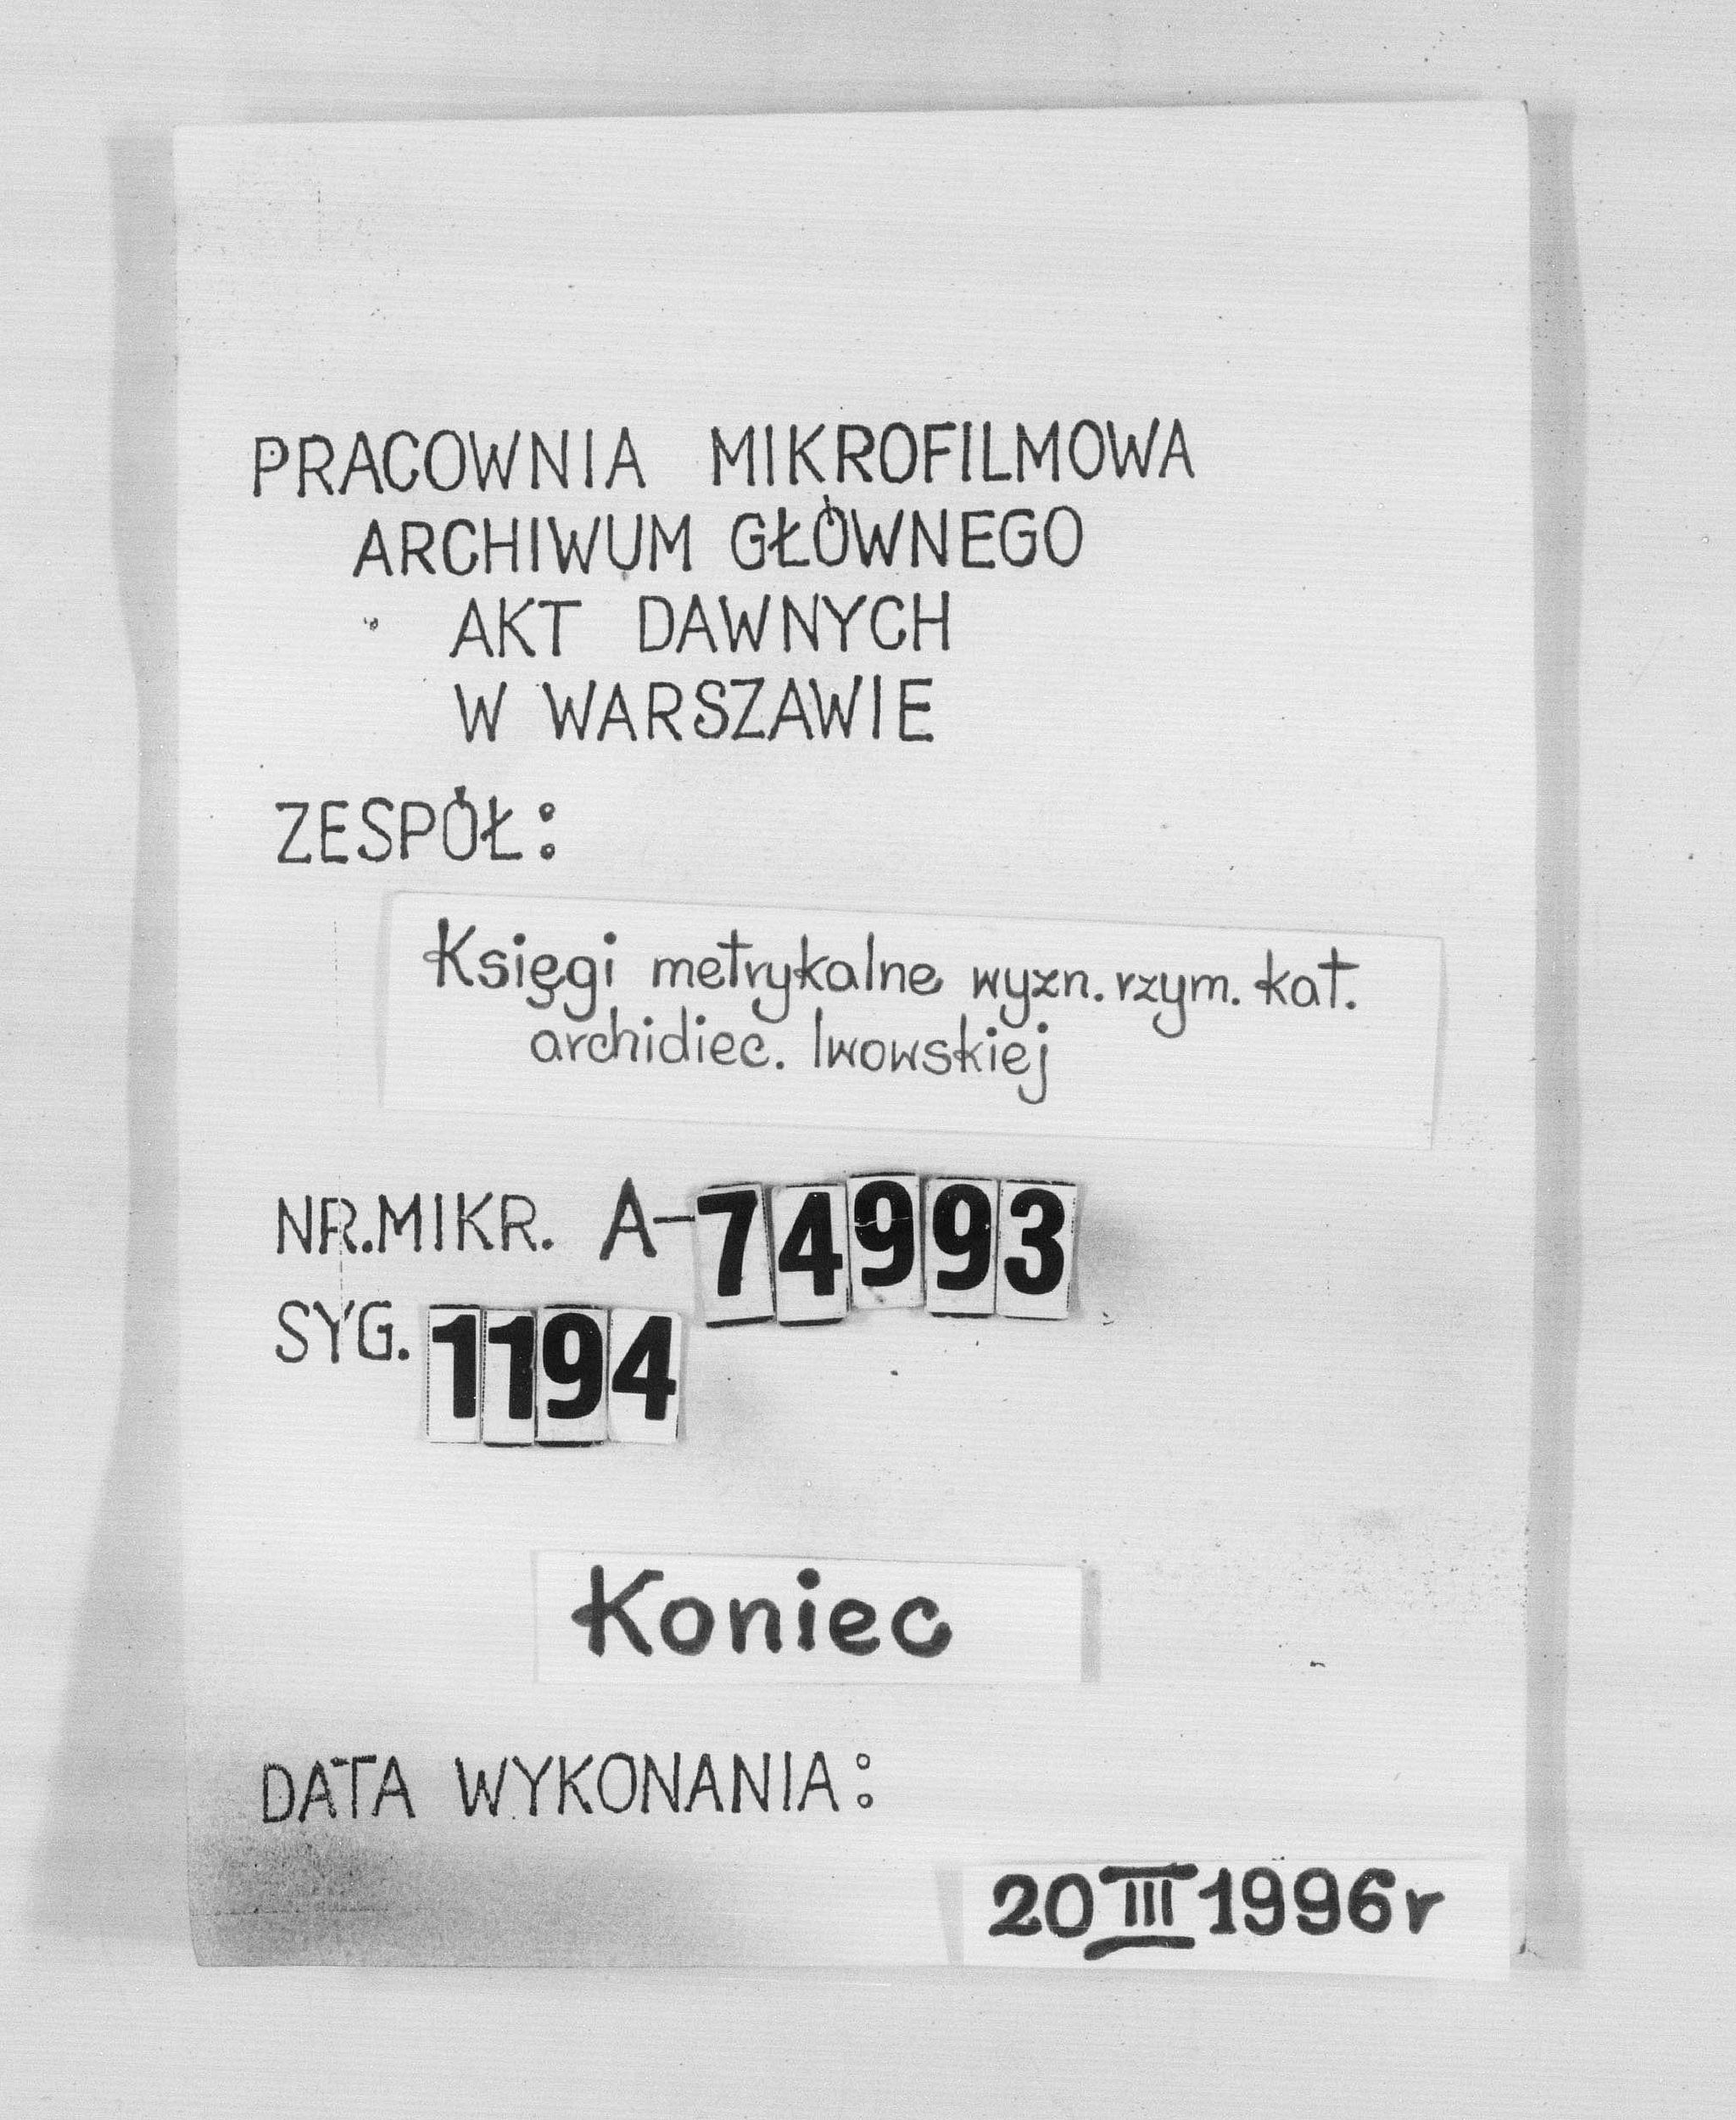 PRACOWNIA MIKROFILMOWA
ARCHIWUM GŁÓWNEGO
AKT DAWNYCH
W WARSZAWIE
ZESPÓŁ:
Księgi metrykalne wyzn. rzym. kat.
archidiec. lwowskiej
NR.MIKR. A-74993
SYG. 1194
Koniec
DATA WYKONANIA:
20 III 1996r